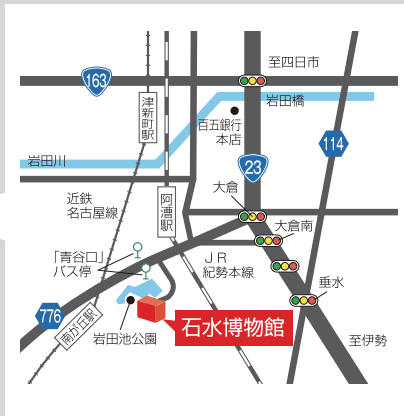 至四日市
163
岩田橋
津新町駅
百五銀行
本店
114
岩田川
23
近鉄
名古屋線
阿漕駅
大倉
大倉南
「青谷口」
バス停
JR
紀勢本線
垂水
776
南が丘駅
岩田池公園
石水博物館
至伊勢